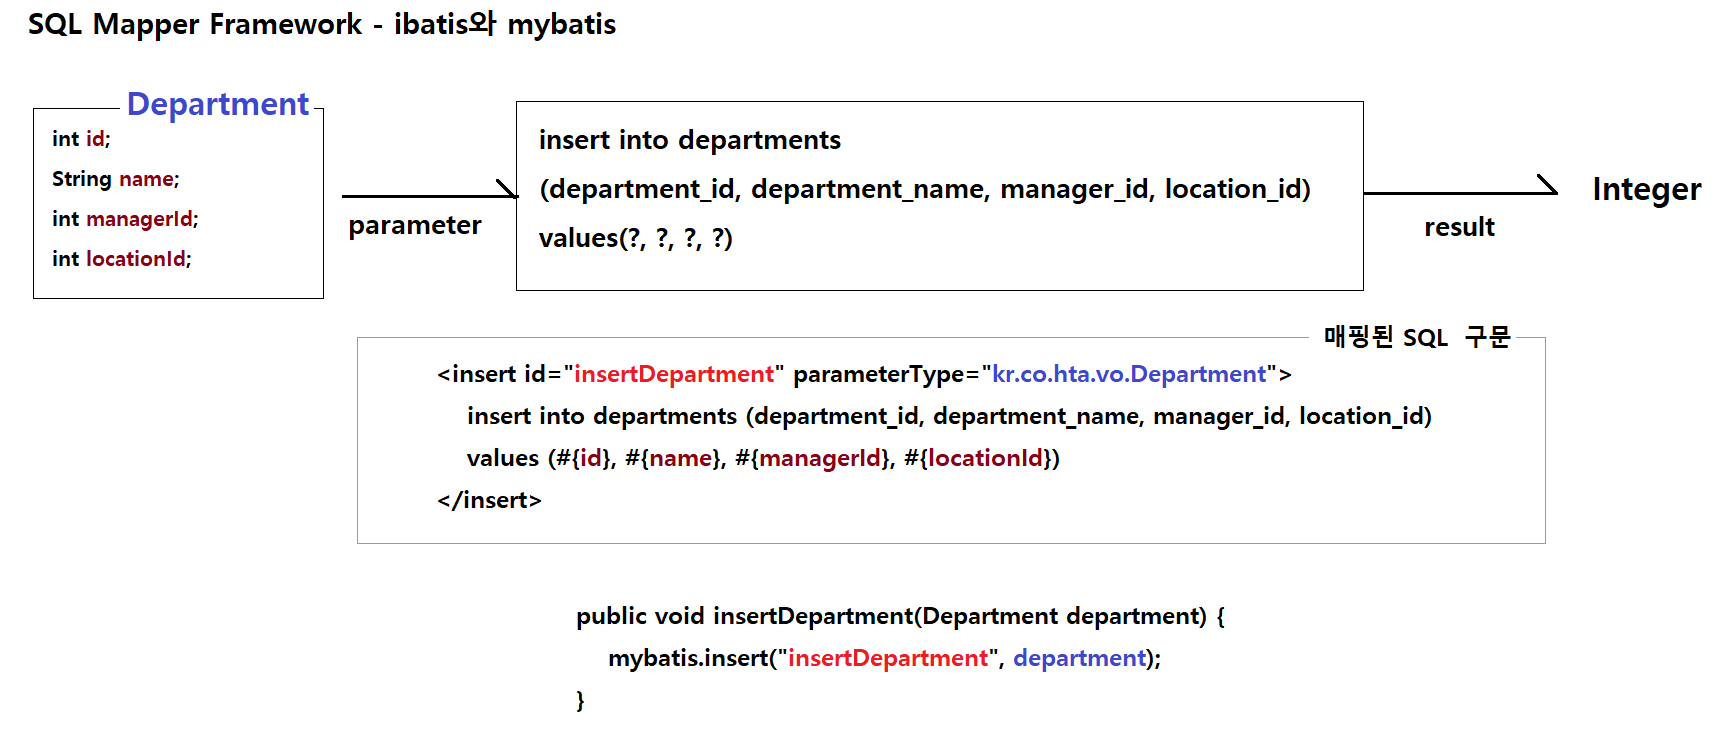 SQL Mapper Framework - ibatis와 mybatis
Department
int id;
String name;
int managerId;
int locationId;
parameter
insert into departments
(department_id, department_name, manager_id, location_id)
values(?, ?, ?, ?)
result
Integer
매핑된 SQL 구문
<insert id="insertDepartment" parameterType="kr.co.hta.vo.Department">
insert into departments (department_id, department_name, manager_id, location_id)
values (#{id}, #{name}, #{managerId}, #{locationId})
</insert>
public void insertDepartment(Department department) {
mybatis.insert("insertDepartment", department);
}